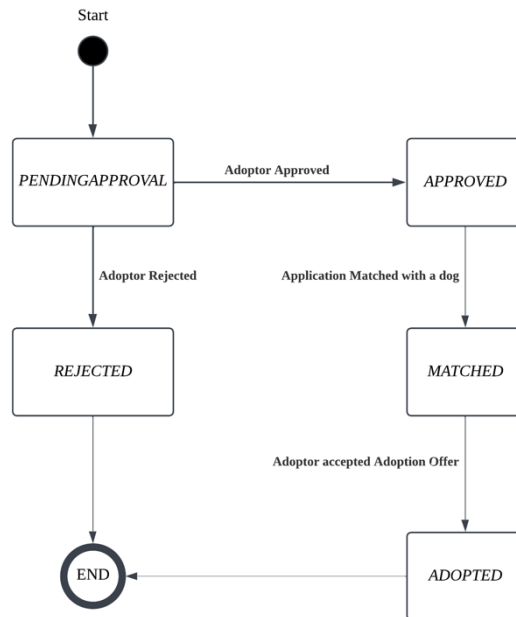 Start
PENDINGAPPROVAL
Adoptor Approved
APPROVED
Adoptor Rejected
Application Matched with a dog
REJECTED
MATCHED
Adoptor accepted Adoption Offer
END
ADOPTED